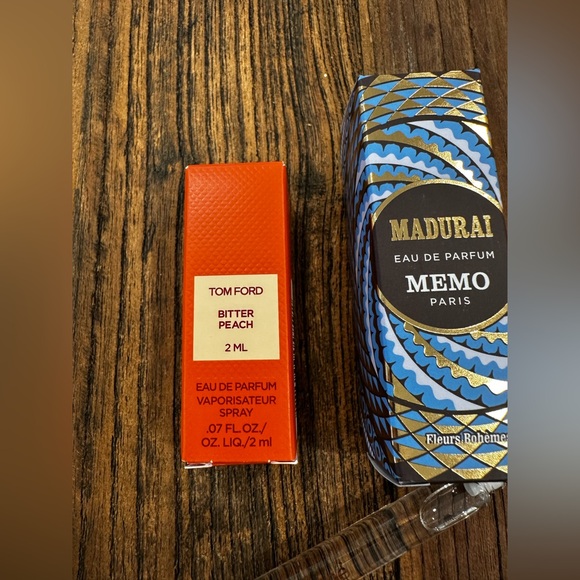 TOM FORD
BITTER
PEACH
2 ML
EAU DE PARFUM
VAPORISATEUR
SPRAY
.07 FL.OZ./
OZ. LIQ./2 ml
MADURAI
EAU DE PARFUM
MEMO
PARIS
Fleurs Bohème